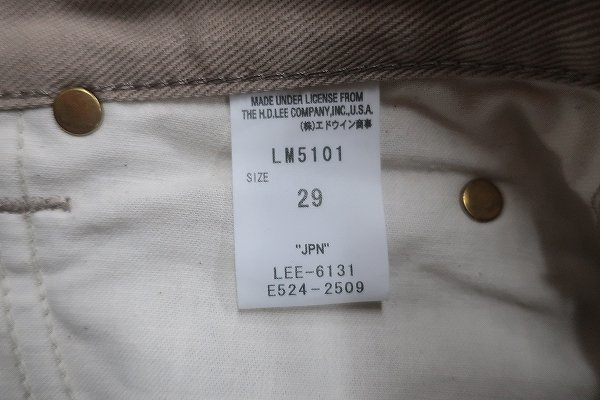 MADE UNDER LICENSE FROM
THE H.D.LEE COMPANY,INC.,U.S.A.
(株)エドウイン商事
LM5101
SIZE
29
"JPN"
LEE-6131
E524-2509